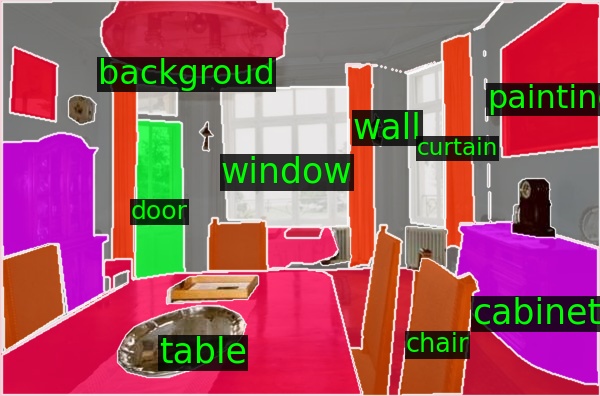 backgroud
painting
wall
curtain
window
door
cabinet
chair
table